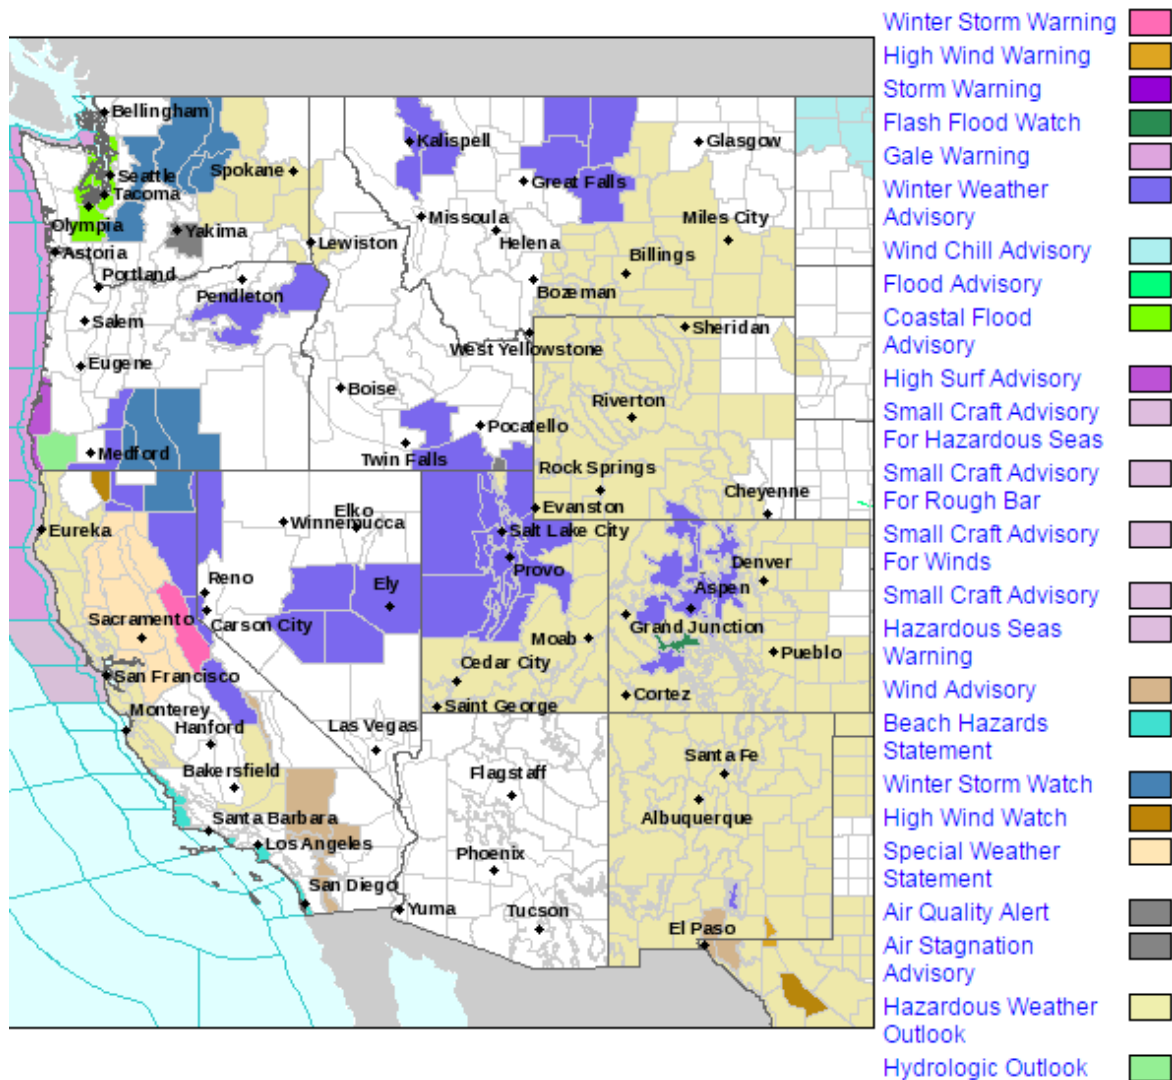 Winter Storm Warning
High Wind Warning
Storm Warning
Flash Flood Watch
Gale Warning
Winter Weather
Advisory
Wind Chill Advisory
Flood Advisory
Coastal Flood
Advisory
High Surf Advisory
Small Craft Advisory
For Hazardous Seas
Small Craft Advisory
For Rough Bar
Small Craft Advisory
For Winds
Small Craft Advisory
Hazardous Seas
Warning
Wind Advisory
Beach Hazards
Statement
Winter Storm Watch
High Wind Watch
Special Weather
Statement
Air Quality Alert
Air Stagnation
Advisory
Hazardous Weather
Outlook
Hydrologic Outlook
Bellingham
Kalispell
Glasgow
Seattle
Spokane
Great Falls
Tacoma
Olympia
Yakima
Missoula
Miles City
Helena
Astoria
Lewiston
Billings
Portland
Pendleton
Bozeman
Salem
Sheridan
West Yellowstone
Eugene
Boise
Riverton
Pocatello
Medford
Twin Falls
Rock Springs
Cheyenne
Evanston
Elko
Winnemucca
Eureka
Salt Lake City
Provo
Denver
Reno
Ely
Aspen
Sacramento
Carson City
Grand Junction
Moab
Pueblo
Cedar City
San Francisco
Cortez
Saint George
Monterey
Hanford
Las Vegas
Santa Fe
Bakersfield
Flagstaff
Albuquerque
Santa Barbara
Los Angeles
Phoenix
San Diego
Yuma
Tucson
El Paso